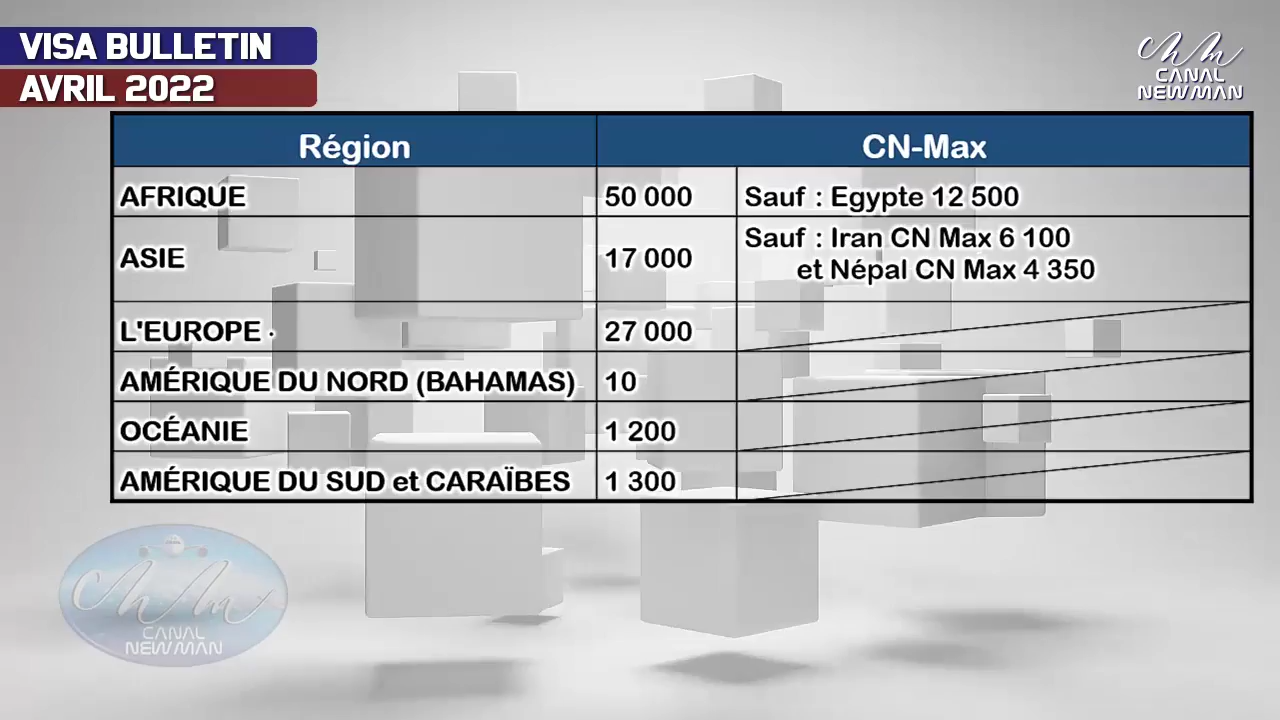 VISA BULLETIN
AVRIL 2022
CANAL
NEWMAN
Région CN-Max
AFRIQUE 50 000 Sauf : Egypte 12 500
ASIE 17 000 Sauf : Iran CN Max 6 100
et Népal CN Max 4 350
L'EUROPE 27 000
AMÉRIQUE DU NORD (BAHAMAS) 10
OCÉANIE 1 200
AMÉRIQUE DU SUD et CARAÏBES 1 300
CANAL
NEWMAN